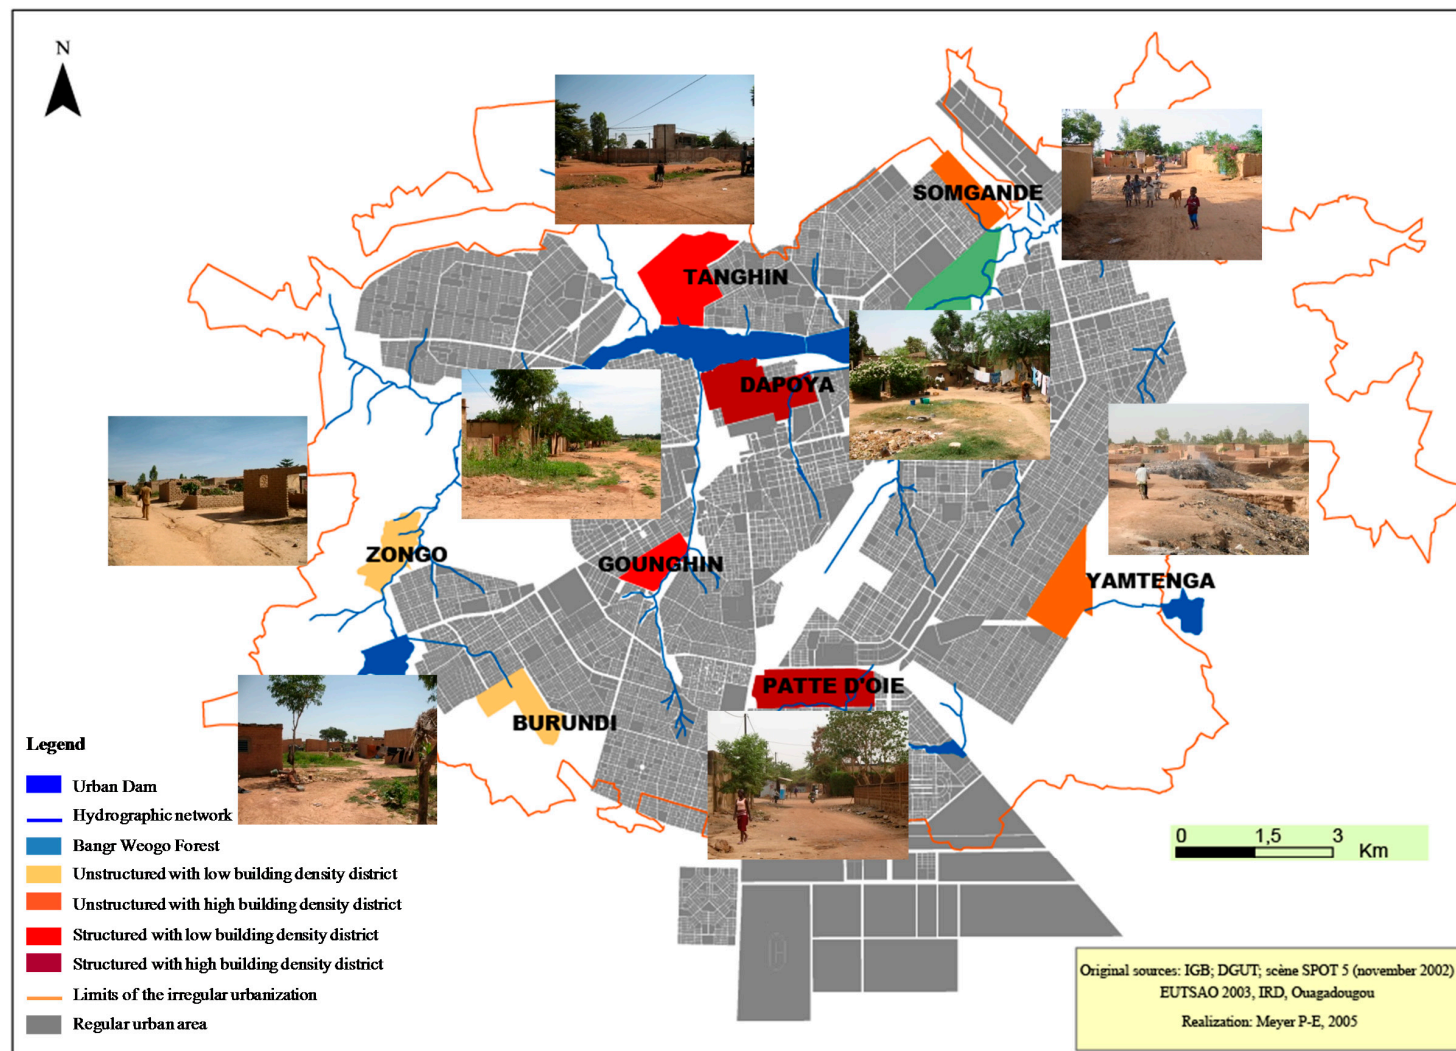 N
SOMGANDE
TANGHIN
DAPOYA
ZONGO
GOUNGHIN
YAMTENGA
PATTE D'OIE
BURUNDI
Legend
Urban Dam
Hydrographic network
Bangr Weogo Forest
Unstructured with low building density district
Unstructured with high building density district
Structured with low building density district
Structured with high building density district
Limits of the irregular urbanization
Regular urban area
0 1,5 3
Km
Original sources: IGB; DGUT; scène SPOT 5 (november 2002)
EUTSAO 2003, IRD, Ouagadougou
Realization: Meyer P-E, 2005